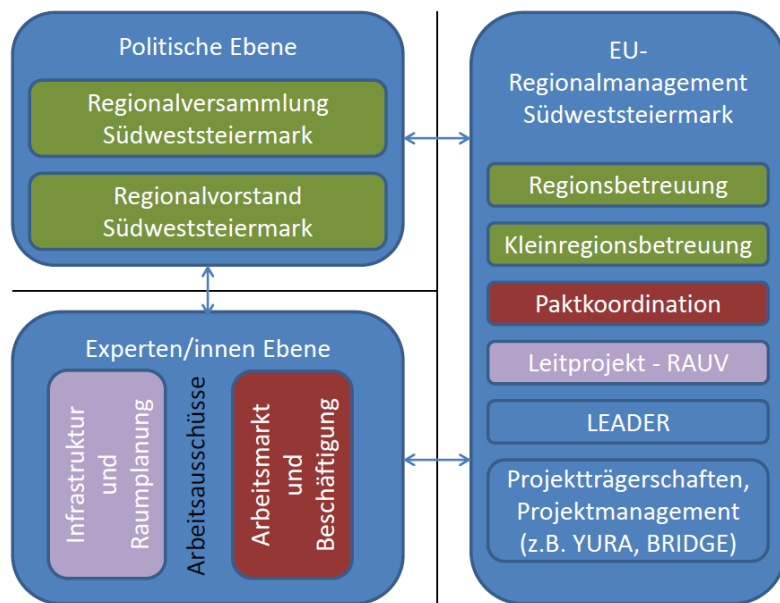 Politische Ebene
Regionalversammlung
Südweststeiermark
Regionalvorstand
Südweststeiermark
Experten/innen Ebene
Infrastruktur
und
Raumplanung
Arbeitsausschüsse
Arbeitsmarkt
und
Beschäftigung
EU-
Regionalmanagement
Südweststeiermark
Regionsbetreuung
Kleinregionsbetreuung
Paktkoordination
Leitprojekt - RAUV
LEADER
Projektträgerschaften,
Projektmanagement
(z.B. YURA, BRIDGE)